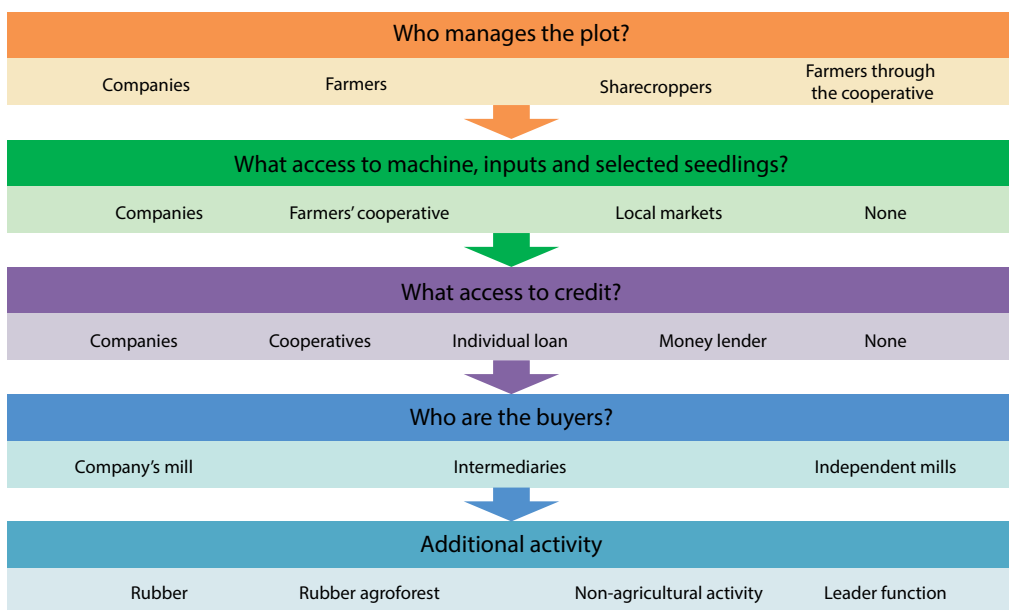 Who manages the plot?
Companies
Farmers
Sharecroppers
Farmers through
the cooperative
What access to machine, inputs and selected seedlings?
Companies
Farmers’ cooperative
Local markets
None
What access to credit?
Companies
Cooperatives
Individual loan
Money lender
None
Who are the buyers?
Company’s mill
Intermediaries
Independent mills
Additional activity
Rubber
Rubber agroforest
Non-agricultural activity
Leader function